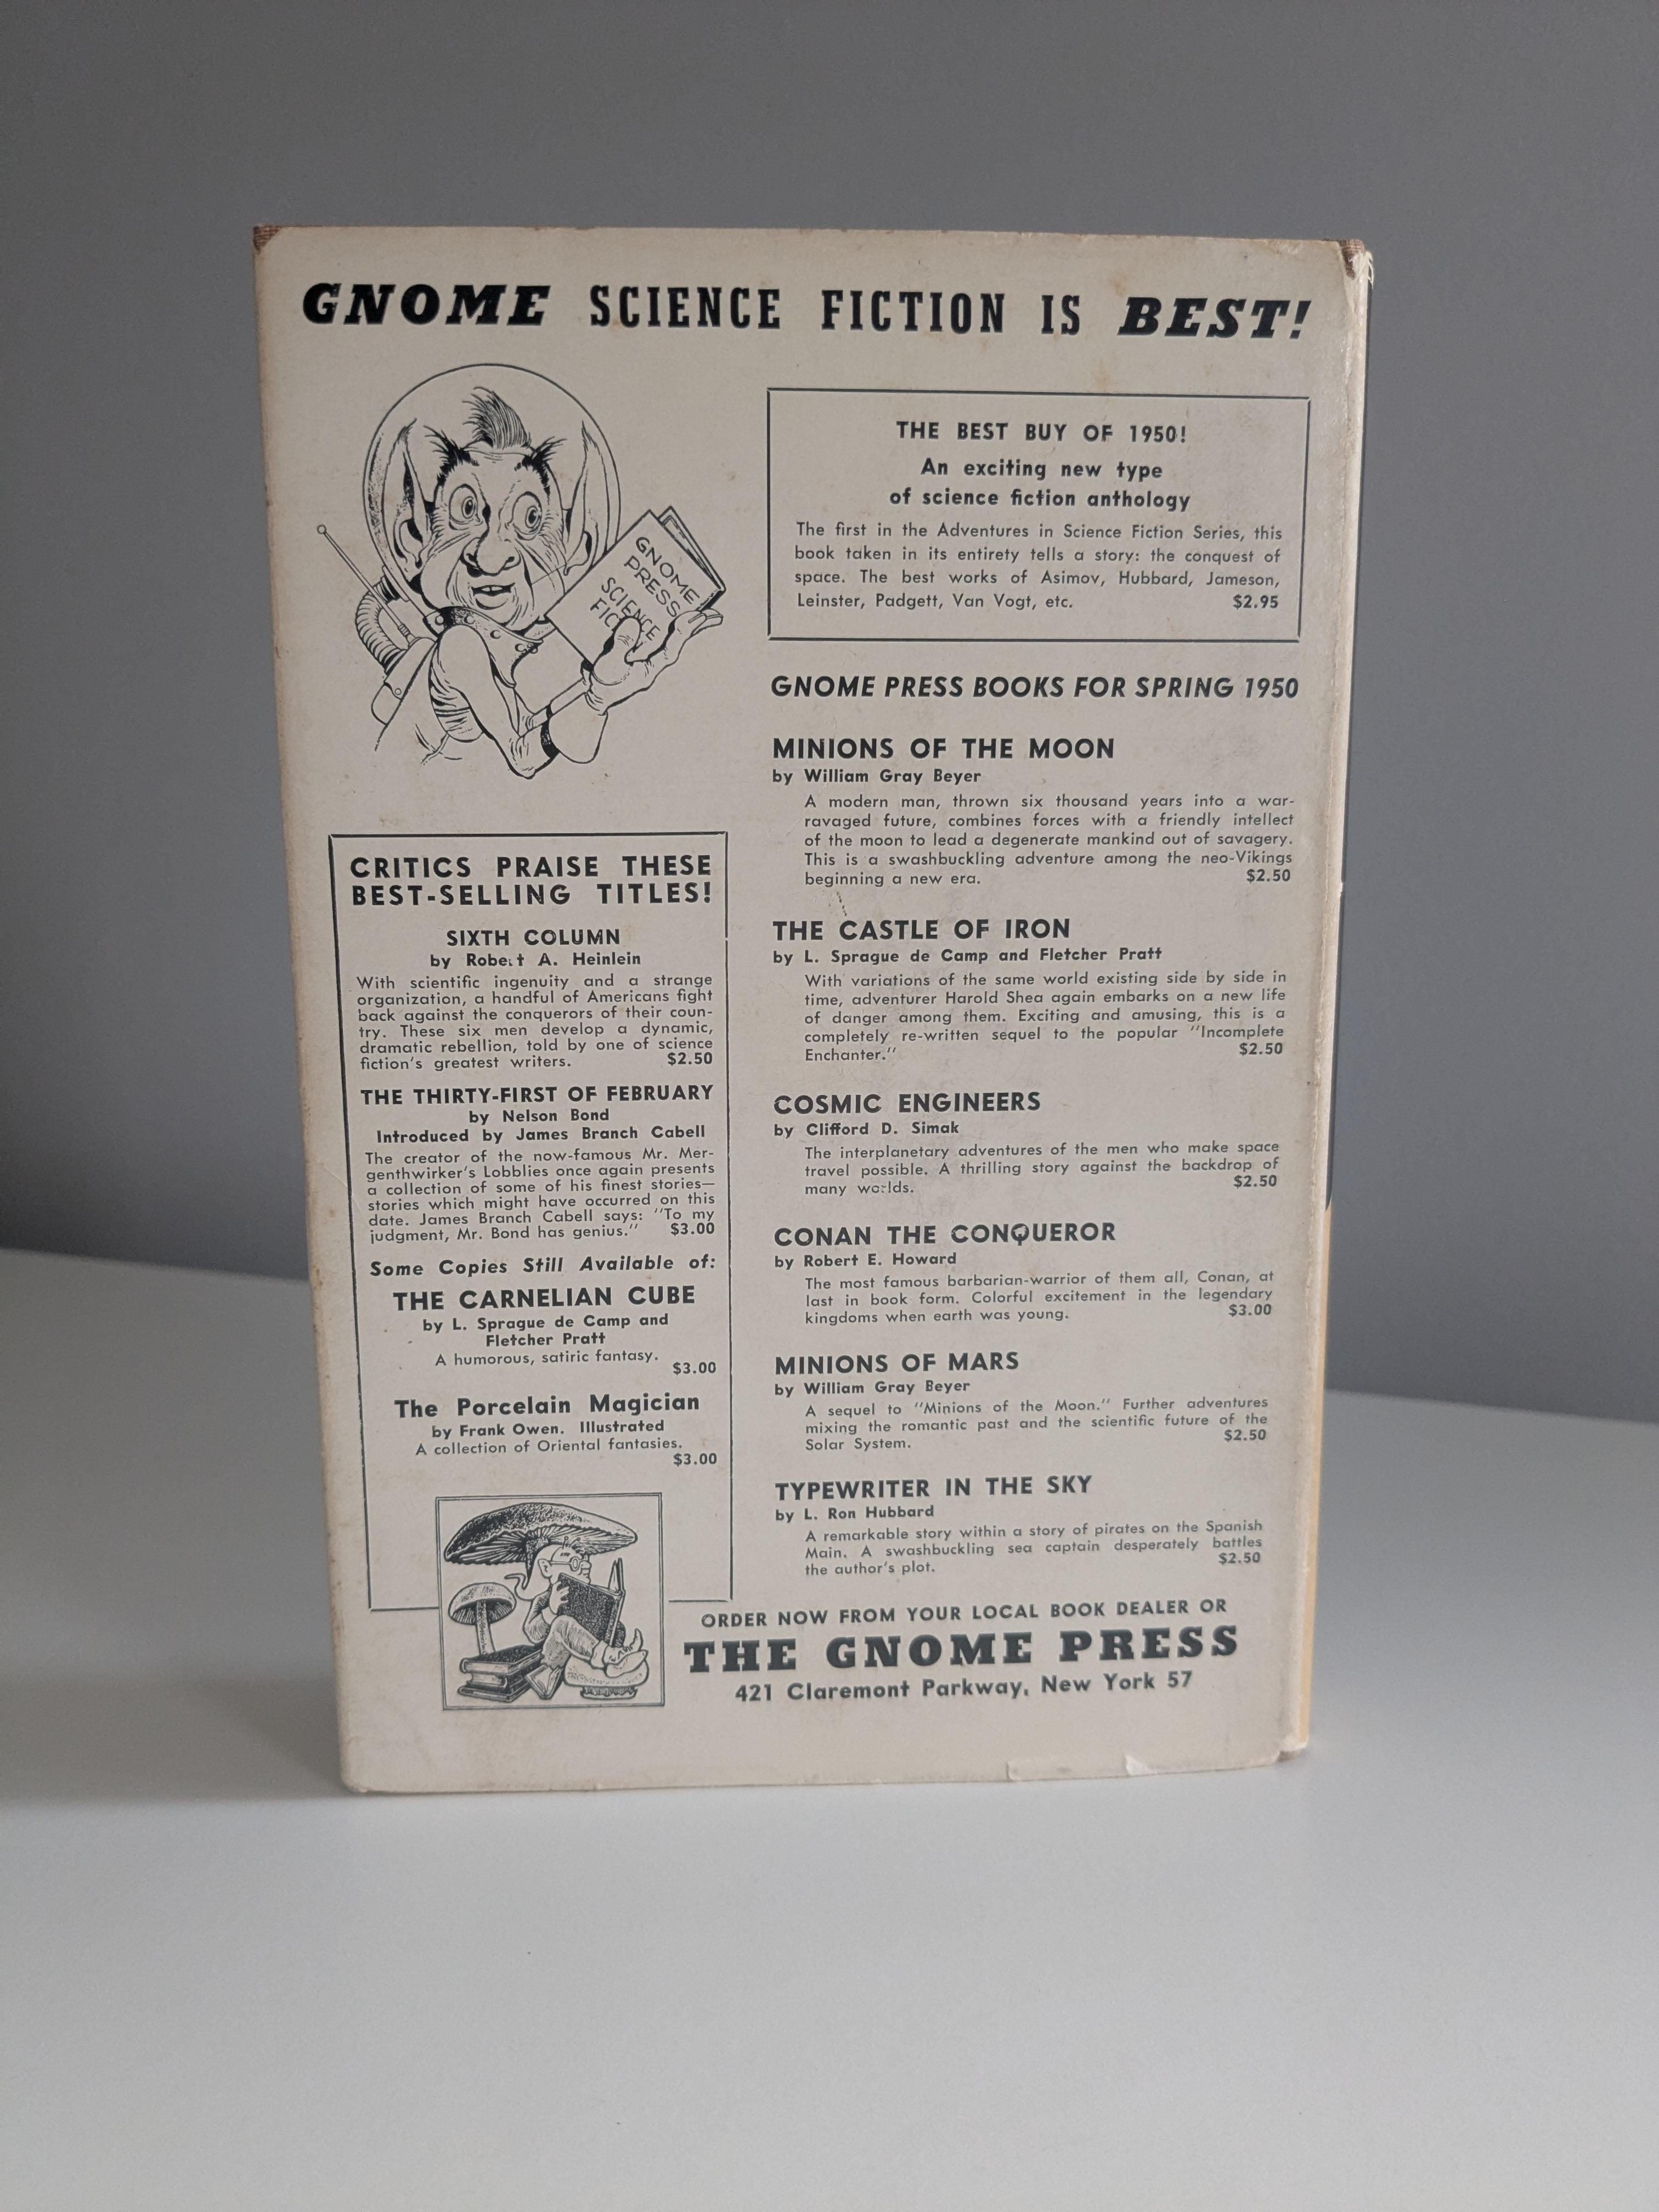 GNOME SCIENCE FICTION IS BEST!
GNOME
PRESS
SCIENCE
FIC
THE BEST BUY OF 1950!
An exciting new type
of science fiction anthology
The first in the Adventures in Science Fiction Series, this
book taken in its entirety tells a story: the conquest of
space. The best works of Asimov, Hubbard, Jameson,
Leinster, Padgett, Van Vogt, etc. $2.95
CRITICS PRAISE THESE
BEST-SELLING TITLES!
SIXTH COLUMN
by Robert A. Heinlein
With scientific ingenuity and a strange
organization, a handful of Americans fight
back against the conquerors of their coun-
try. These six men develop a dynamic,
dramatic rebellion, told by one of science
fiction's greatest writers. $2.50
THE THIRTY-FIRST OF FEBRUARY
by Nelson Bond
Introduced by James Branch Cabell
The creator of the now-famous Mr. Mer-
genthwirker's Lobblies once again presents
a collection of some of his finest stories—
stories which might have occurred on this
date. James Branch Cabell says: "To my
judgment, Mr. Bond has genius." $3.00
Some Copies Still Available of:
THE CARNELIAN CUBE
by L. Sprague de Camp and
Fletcher Pratt
A humorous, satiric fantasy.
$3.00
The Porcelain Magician
by Frank Owen. Illustrated
A collection of Oriental fantasies.
$3.00
GNOME PRESS BOOKS FOR SPRING 1950
MINIONS OF THE MOON
by William Gray Beyer
A modern man, thrown six thousand years into a war-
ravaged future, combines forces with a friendly intellect
of the moon to lead a degenerate mankind out of savagery.
This is a swashbuckling adventure among the neo-Vikings
beginning a new era. $2.50
THE CASTLE OF IRON
by L. Sprague de Camp and Fletcher Pratt
With variations of the same world existing side by side in
time, adventurer Harold Shea again embarks on a new life
of danger among them. Exciting and amusing, this is a
completely re-written sequel to the popular "Incomplete
Enchanter." $2.50
COSMIC ENGINEERS
by Clifford D. Simak
The interplanetary adventures of the men who make space
travel possible. A thrilling story against the backdrop of
many worlds. $2.50
CONAN THE CONQUEROR
by Robert E. Howard
The most famous barbarian-warrior of them all, Conan, at
last in book form. Colorful excitement in the legendary
kingdoms when earth was young. $3.00
MINIONS OF MARS
by William Gray Beyer
A sequel to "Minions of the Moon." Further adventures
mixing the romantic past and the scientific future of the
Solar System. $2.50
TYPEWRITER IN THE SKY
by L. Ron Hubbard
A remarkable story within a story of pirates on the Spanish
Main. A swashbuckling sea captain desperately battles
the author's plot. $2.50
ORDER NOW FROM YOUR LOCAL BOOK DEALER OR
THE GNOME PRESS
421 Claremont Parkway, New York 57